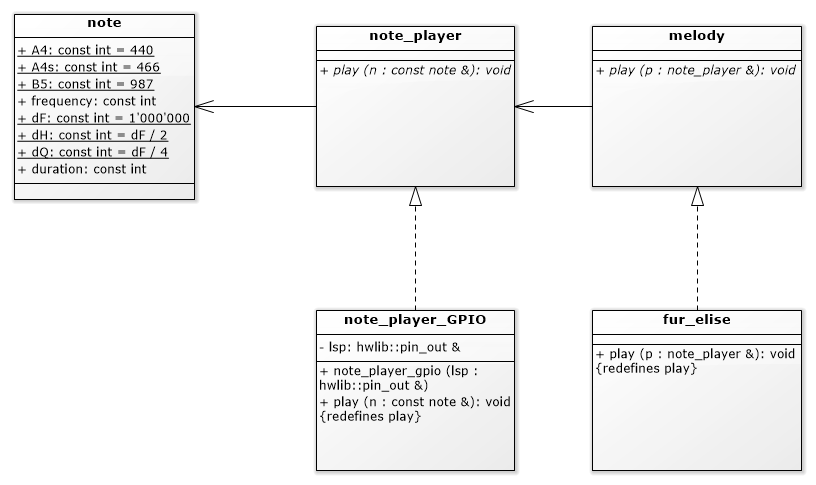 note
+ A4: const int = 440
+ A4s: const int = 466
+ B5: const int = 987
+ frequency: const int
+ dF: const int = 1'000'000
+ dH: const int = dF / 2
+ dQ: const int = dF / 4
+ duration: const int
note_player
+ play (n : const note &): void
melody
+ play (p : note_player &): void
note_player_GPIO
- lsp: hwlib::pin_out &
+ note_player_gpio (lsp :
hwlib::pin_out &)
+ play (n : const note &): void
{redefines play}
fur_elise
+ play (p : note_player &): void
{redefines play}